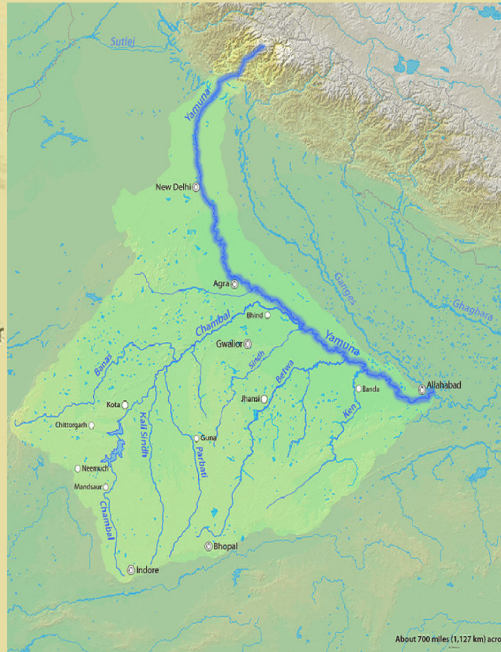 Sutlej
Yamuna
New Delhi
Ganges
Agra
Ghaghara
Chambal
Bhind
Yamuna
Gwalior
Sindh
Banas
Betwa
Allahabad
Banda
Jhansi
Kota
Ken
Chittorgarh
Kali Sindh
Guna
Parbati
Neemuch
Mandsaur
Chambal
Bhopal
Indore
About 700 miles (1,127 km) acro